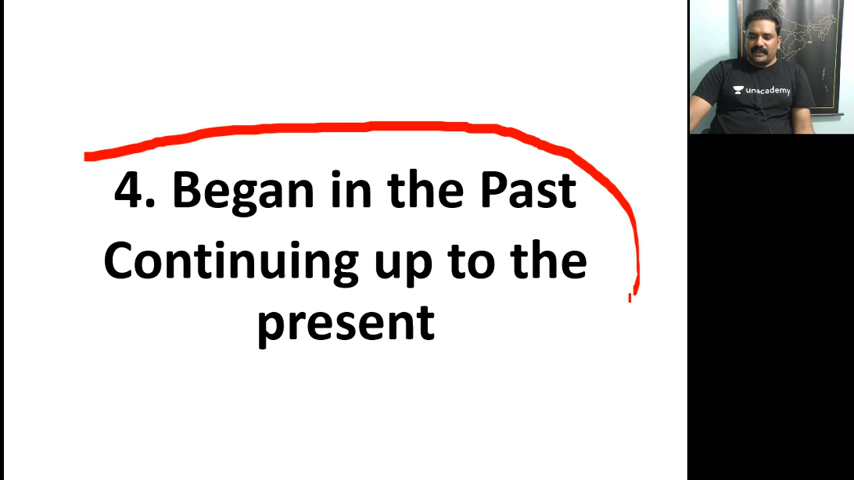 4. Began in the Past
Continuing up to the
present
unacademy